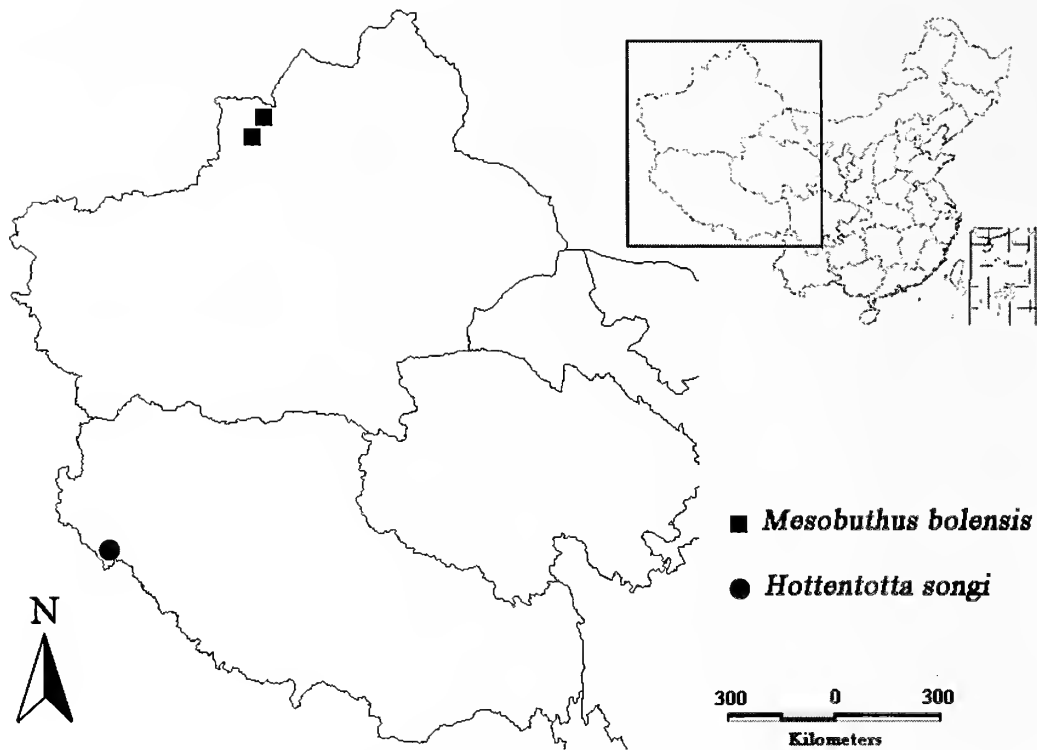 Mesobuthus bolensis
Hottentotta songi
N
300 0 300
Kilometers